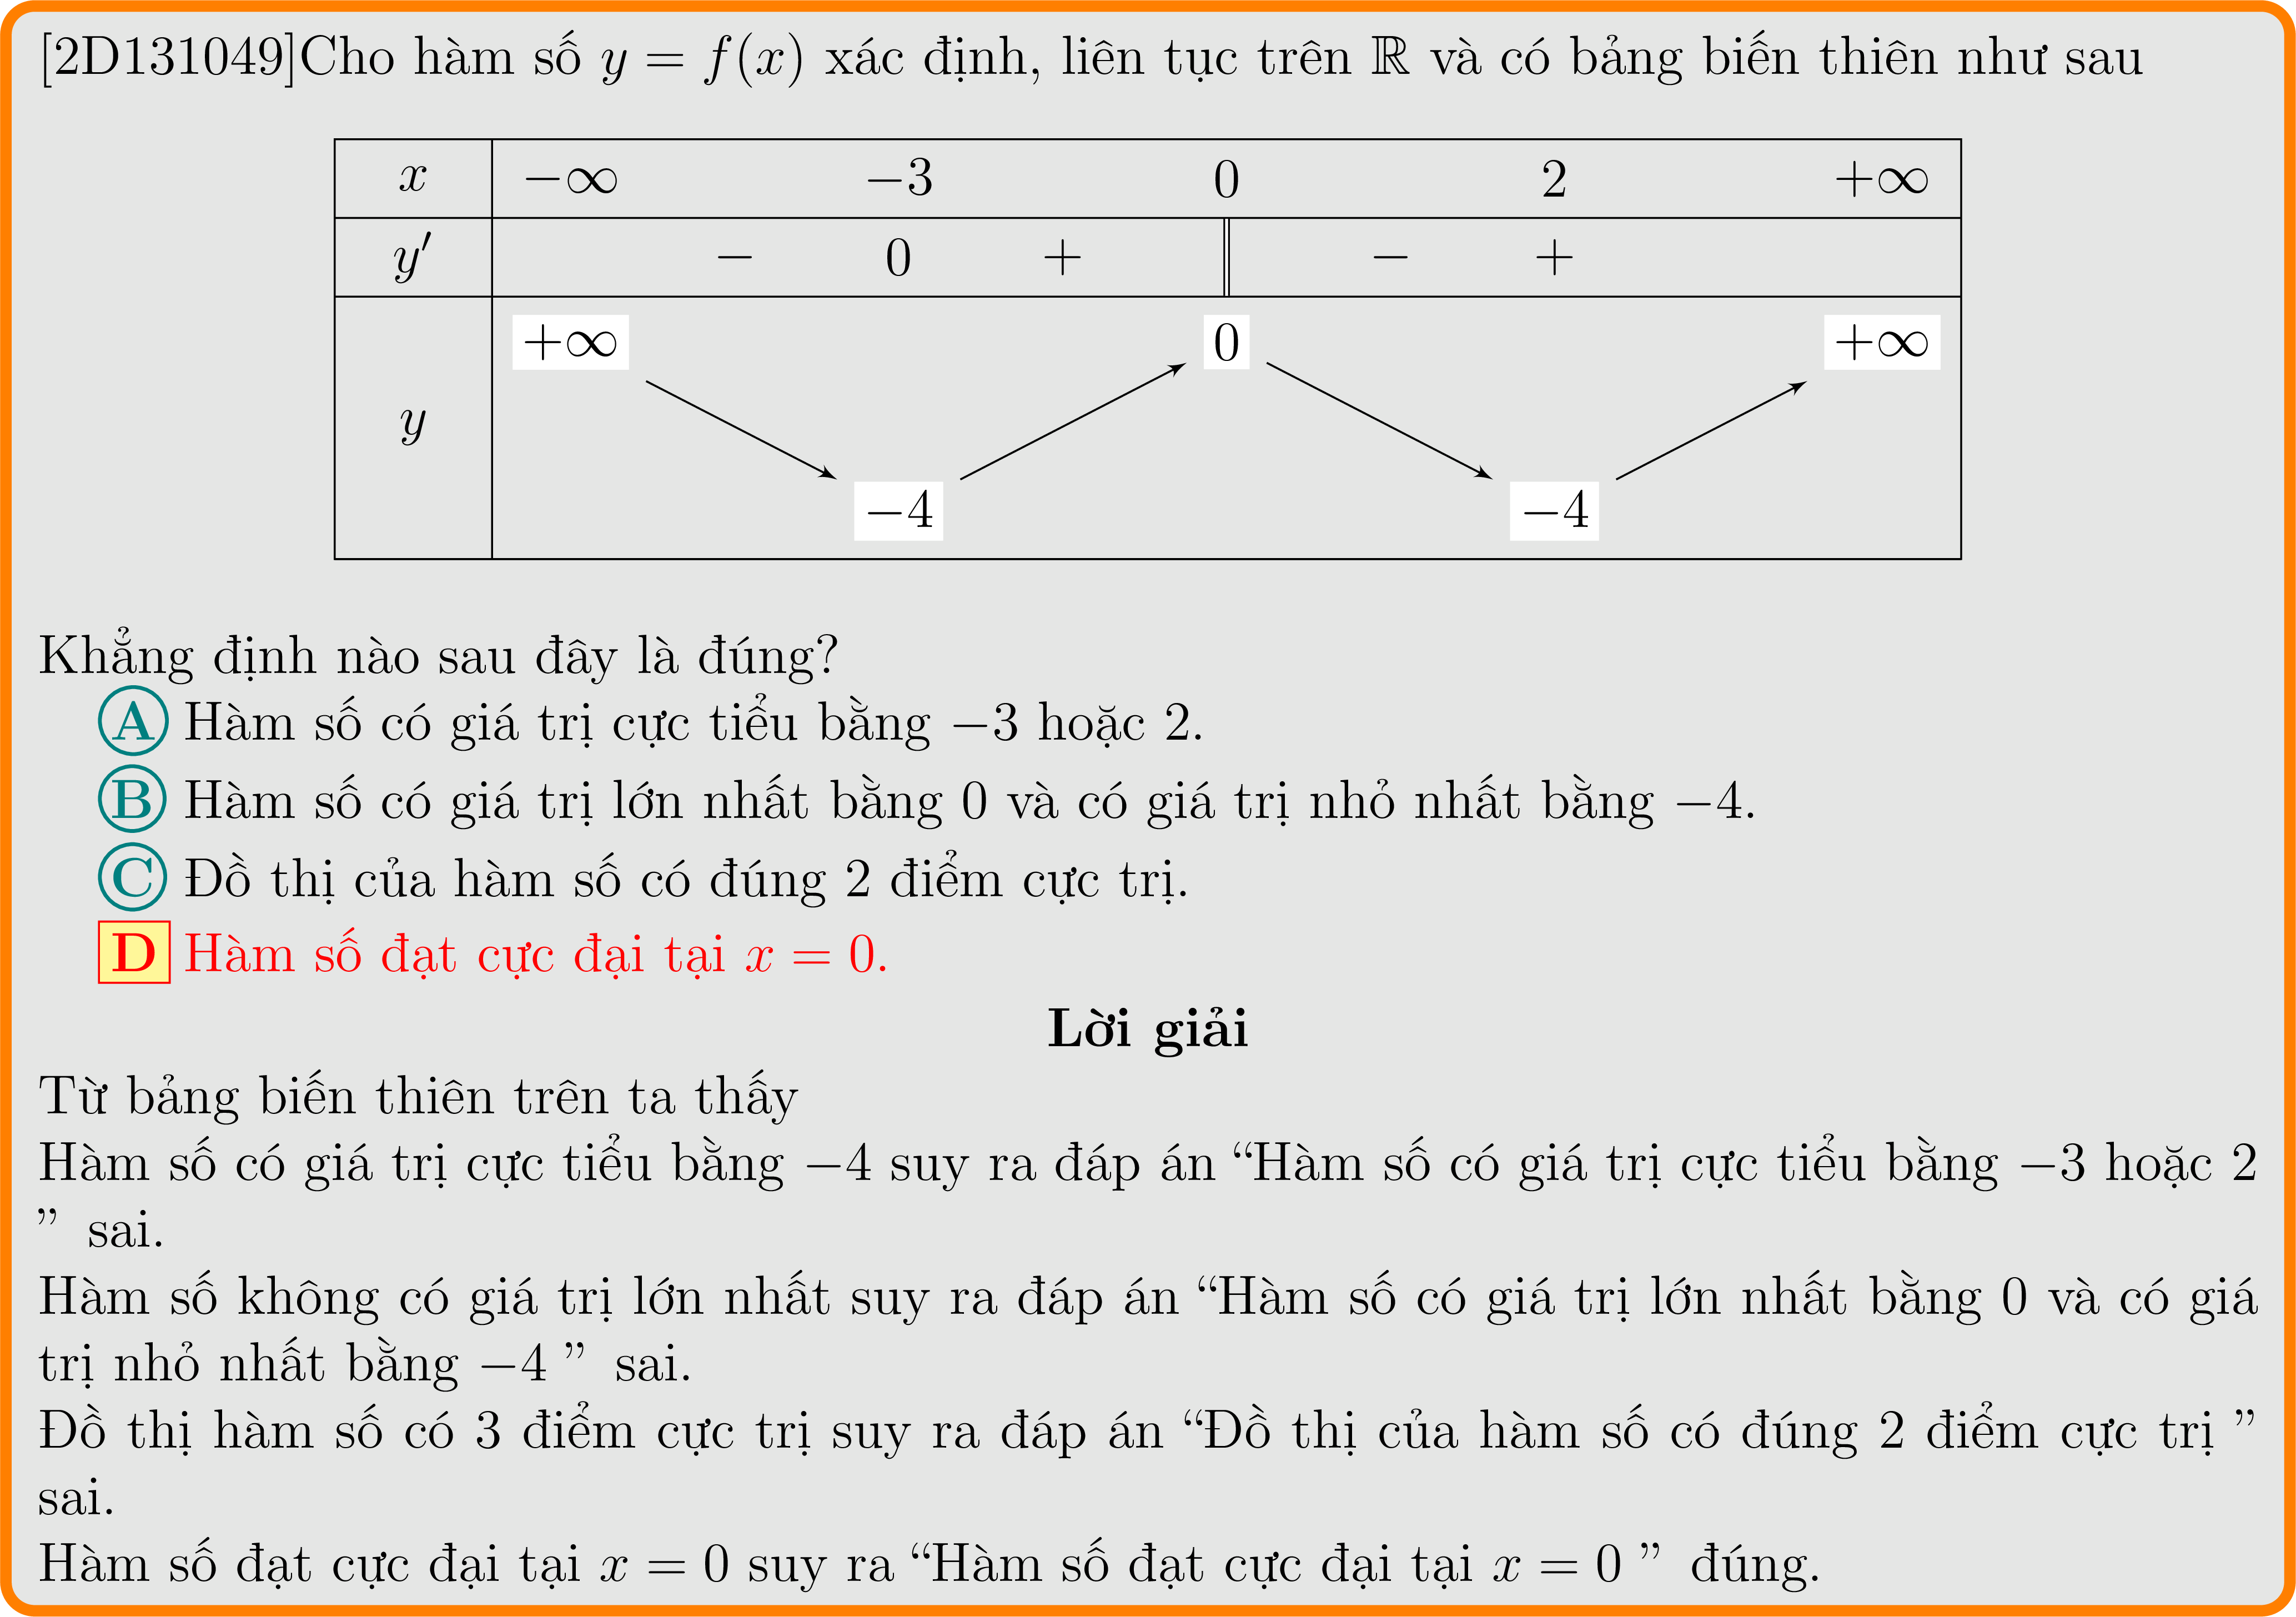 [2D131049]Cho hàm số y = f(x) xác định, liên tục trên ℝ và có bảng biến thiên như sau
x −∞ −3 0 2 +∞
y′ − 0 + − +
+∞ 0 +∞
y
−4 −4
Khẳng định nào sau đây là đúng?
A Hàm số có giá trị cực tiểu bằng −3 hoặc 2.
B Hàm số có giá trị lớn nhất bằng 0 và có giá trị nhỏ nhất bằng −4.
C Đồ thị của hàm số có đúng 2 điểm cực trị.
D Hàm số đạt cực đại tại x = 0.
Lời giải
Từ bảng biến thiên trên ta thấy
Hàm số có giá trị cực tiểu bằng −4 suy ra đáp án “Hàm số có giá trị cực tiểu bằng −3 hoặc 2
” sai.
Hàm số không có giá trị lớn nhất suy ra đáp án “Hàm số có giá trị lớn nhất bằng 0 và có giá
trị nhỏ nhất bằng −4 ” sai.
Đồ thị hàm số có 3 điểm cực trị suy ra đáp án “Đồ thị của hàm số có đúng 2 điểm cực trị ”
sai.
Hàm số đạt cực đại tại x = 0 suy ra “Hàm số đạt cực đại tại x = 0 ” đúng.